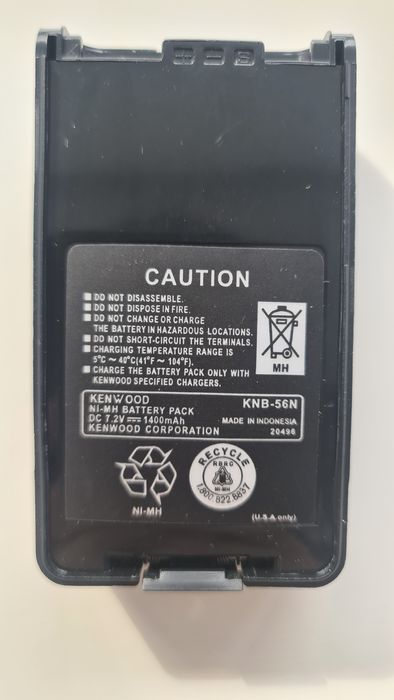 + - S
CAUTION
DO NOT DISASSEMBLE.
DO NOT DISPOSE IN FIRE.
DO NOT CHANGE OR CHARGE
THE BATTERY IN HAZARDOUS LOCATIONS.
DO NOT SHORT-CIRCUIT THE TERMINALS.
CHARGING TEMPERATURE RANGE IS
5°C ~ 40°C(41°F ~ 104°F).
CHARGE THE BATTERY PACK ONLY WITH
KENWOOD SPECIFIED CHARGERS.
MH
KENWOOD KNB-56N
NI-MH BATTERY PACK
DC 7.2V 1400mAh MADE IN INDONESIA
KENWOOD CORPORATION 20496
NI-MH
RECYCLE
RBRC
NI-MH
1.800.822.8837
(U.S.A only)